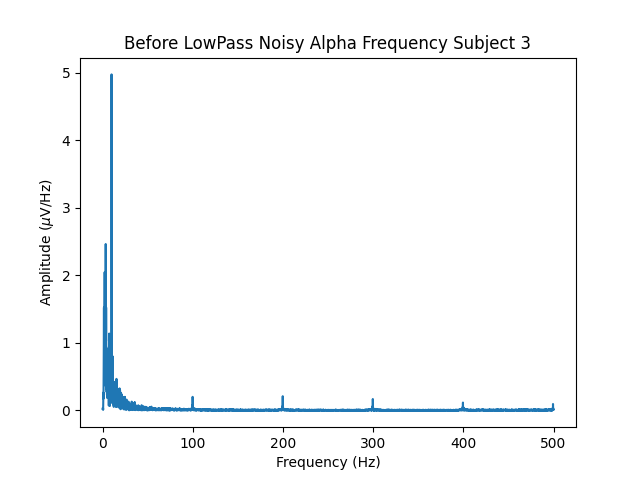 Before LowPass Noisy Alpha Frequency Subject 3
Amplitude (μV/Hz)
5
4
3
2
1
0
0 100 200 300 400 500
Frequency (Hz)